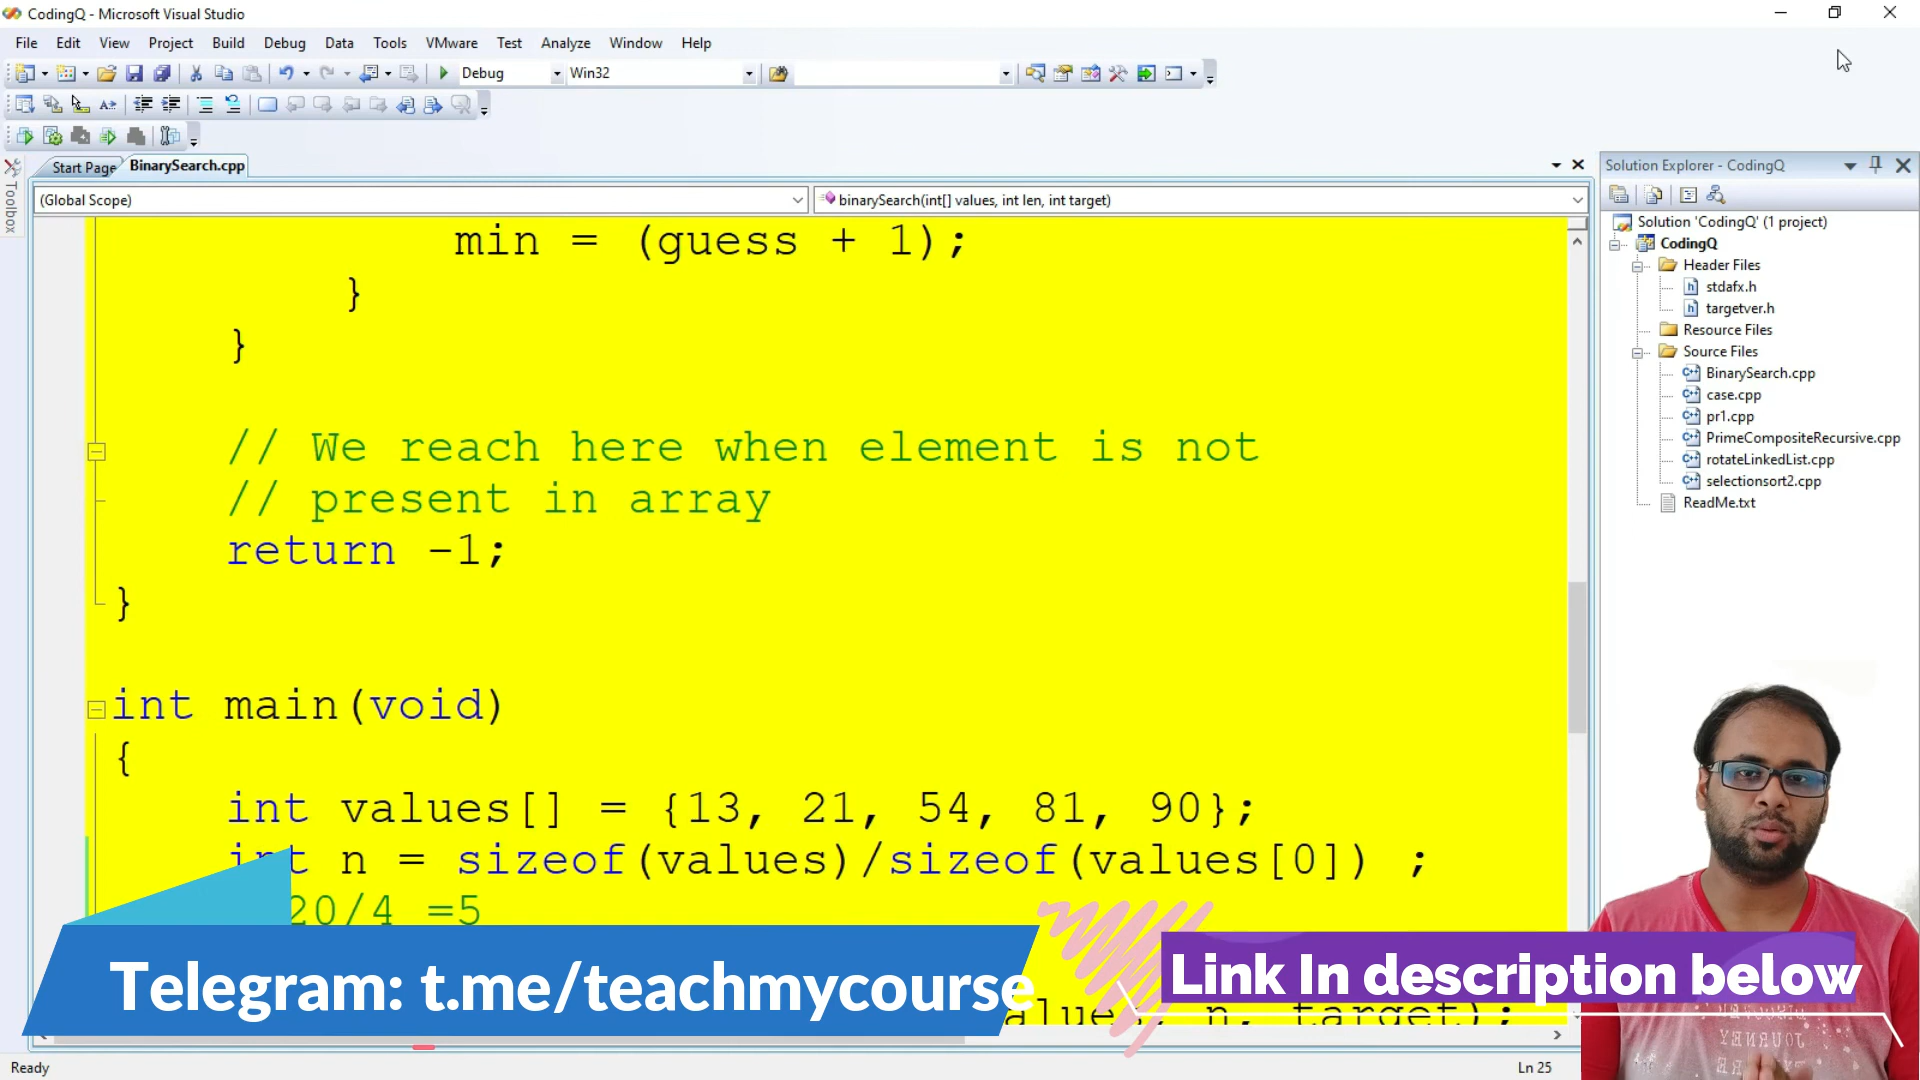 CodingQ - Microsoft Visual Studio
File Edit View Project Build Debug Data Tools VMware Test Analyze Window Help
Debug Win32
Toolbox
Start Page BinarySearch.cpp
(Global Scope) binarySearch(int[] values, int len, int target)
min = (guess + 1);
}
}
// We reach here when element is not
// present in array
return -1;
}
int main(void)
{
int values[] = {13, 21, 54, 81, 90};
int n = sizeof(values)/sizeof(values[0]) ;
20/4 =5
alues, n, target);
Solution Explorer - CodingQ
Solution 'CodingQ' (1 project)
CodingQ
Header Files
stdafx.h
targetver.h
Resource Files
Source Files
BinarySearch.cpp
case.cpp
pr1.cpp
PrimeCompositeRecursive.cpp
rotateLinkedList.cpp
selectionsort2.cpp
ReadMe.txt
Telegram: t.me/teachmycourse
Link In description below
Ready Ln 25